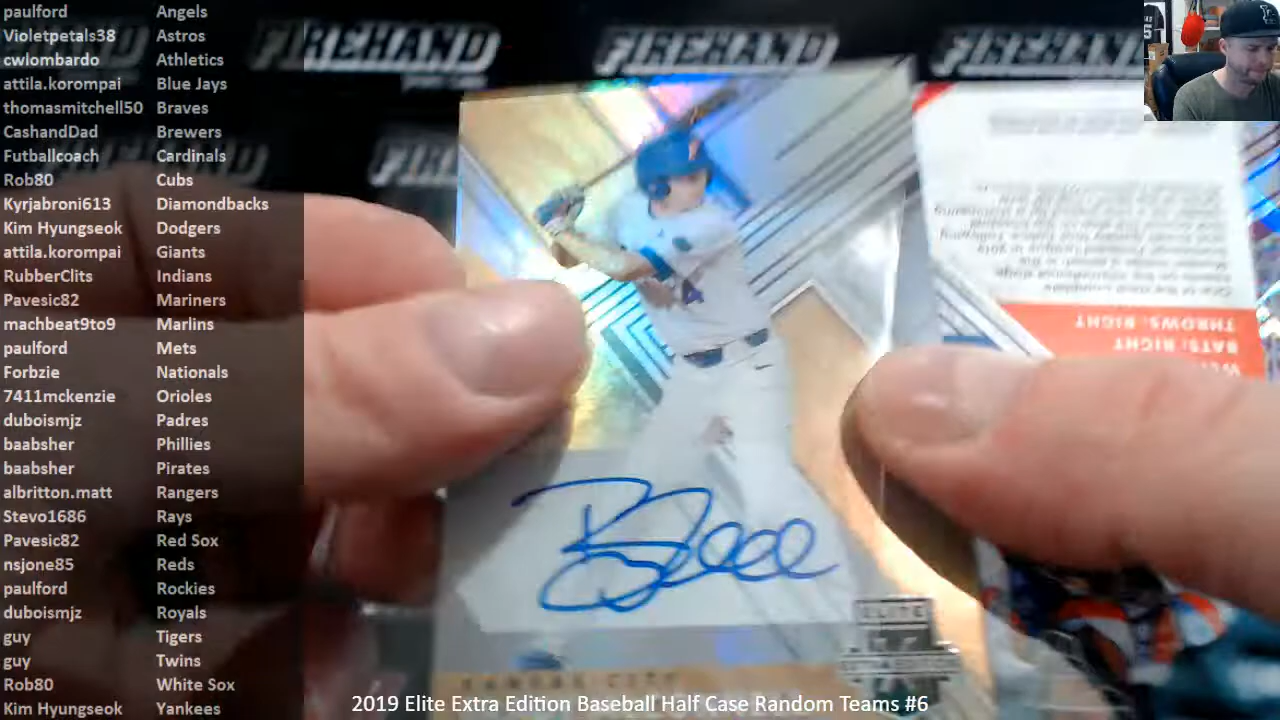 paulford Angels
Violetpetals38 Astros
cwlombardo Athletics
attila.korompai Blue Jays
thomasmitchell50 Braves
CashandDad Brewers
Futballcoach Cardinals
Rob80 Cubs
Kyrjabroni613 Diamondbacks
Kim Hyungseok Dodgers
attila.korompai Giants
RubberClits Indians
Pavesic82 Mariners
machbeat9to9 Marlins
paulford Mets
Forbzie Nationals
7411mckenzie Orioles
duboismjz Padres
baabsher Phillies
baabsher Pirates
albritton.matt Rangers
Stevo1686 Rays
Pavesic82 Red Sox
nsjone85 Reds
paulford Rockies
duboismjz Royals
guy Tigers
guy Twins
Rob80 White Sox
Kim Hyungseok Yankees
FIREHAND
FIREHAND
FIREHAND
THROWS: RIGHT
BATS: RIGHT
ELITE
KANSAS CITY
2019 Elite Extra Edition Baseball Half Case Random Teams #6